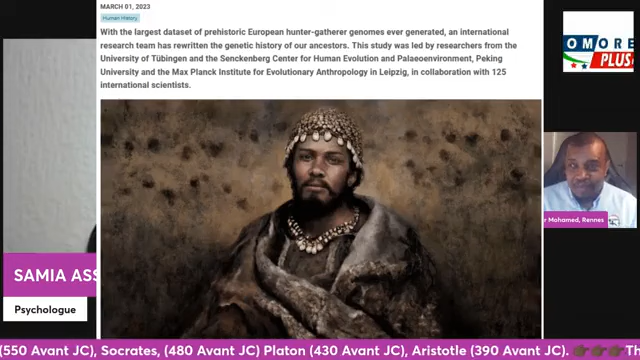 MARCH 01, 2023
Human History
With the largest dataset of prehistoric European hunter-gatherer genomes ever generated, an international
research team has rewritten the genetic history of our ancestors. This study was led by researchers from the
University of Tübingen and the Senckenberg Center for Human Evolution and Palaeoenvironment, Peking
University and the Max Planck Institute for Evolutionary Anthropology in Leipzig, in collaboration with 125
international scientists.
OMORE
PLUS
r Mohamed, Rennes
SAMIA ASS
Psychologue
(550 Avant JC), Socrates, (480 Avant JC) Platon (430 Avant JC), Aristotle (390 Avant JC). Th